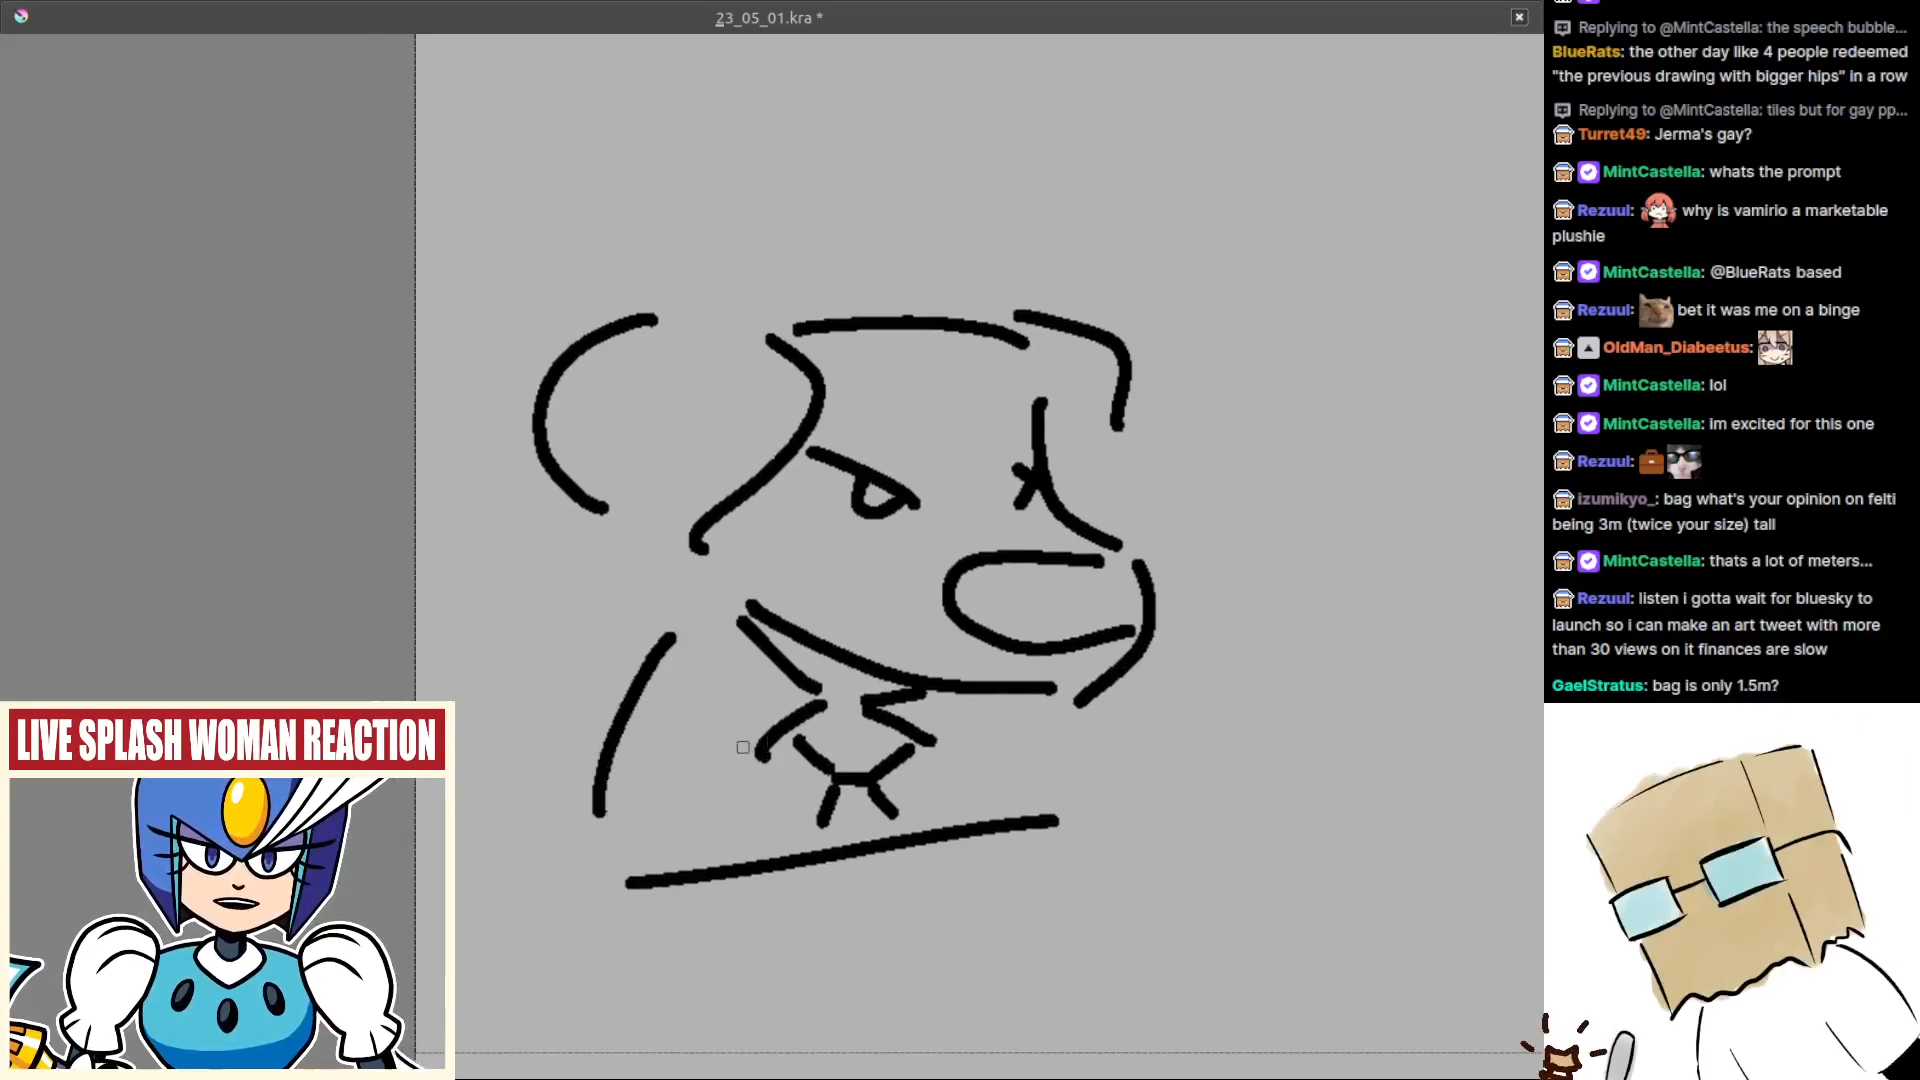 23_05_01.kra *
Replying to @MintCastella: the speech bubble...
BlueRats: the other day like 4 people redeemed
"the previous drawing with bigger hips" in a row
Replying to @MintCastella: tiles but for gay pp...
Turret49: Jerma's gay?
MintCastella: whats the prompt
Rezuul: why is vamirio a marketable
plushie
MintCastella: @BlueRats based
Rezuul: bet it was me on a binge
OldMan_Diabeetus:
MintCastella: lol
MintCastella: im excited for this one
Rezuul:
izumikyo_: bag what's your opinion on felti
being 3m (twice your size) tall
MintCastella: thats a lot of meters...
Rezuul: listen i gotta wait for bluesky to
launch so i can make an art tweet with more
than 30 views on it finances are slow
GaelStratus: bag is only 1.5m?
LIVE SPLASH WOMAN REACTION